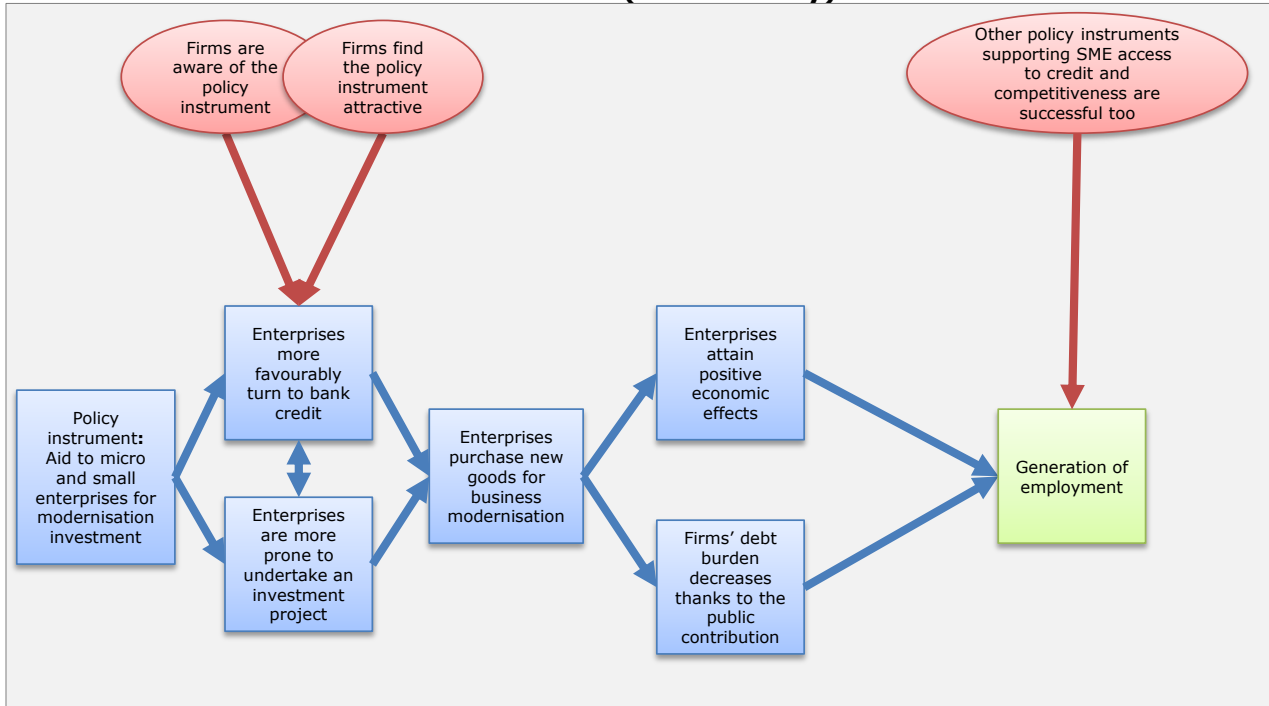 Firms are
aware of the
policy
instrument
Firms find
the policy
instrument
attractive
Other policy instruments
supporting SME access
to credit and
competitiveness are
successful too
Policy
instrument:
Aid to micro
and small
enterprises for
modernisation
investment
Enterprises
more
favourably
turn to bank
credit
Enterprises
are more
prone to
undertake an
investment
project
Enterprises
purchase new
goods for
business
modernisation
Enterprises
attain
positive
economic
effects
Firms’ debt
burden
decreases
thanks to the
public
contribution
Generation of
employment